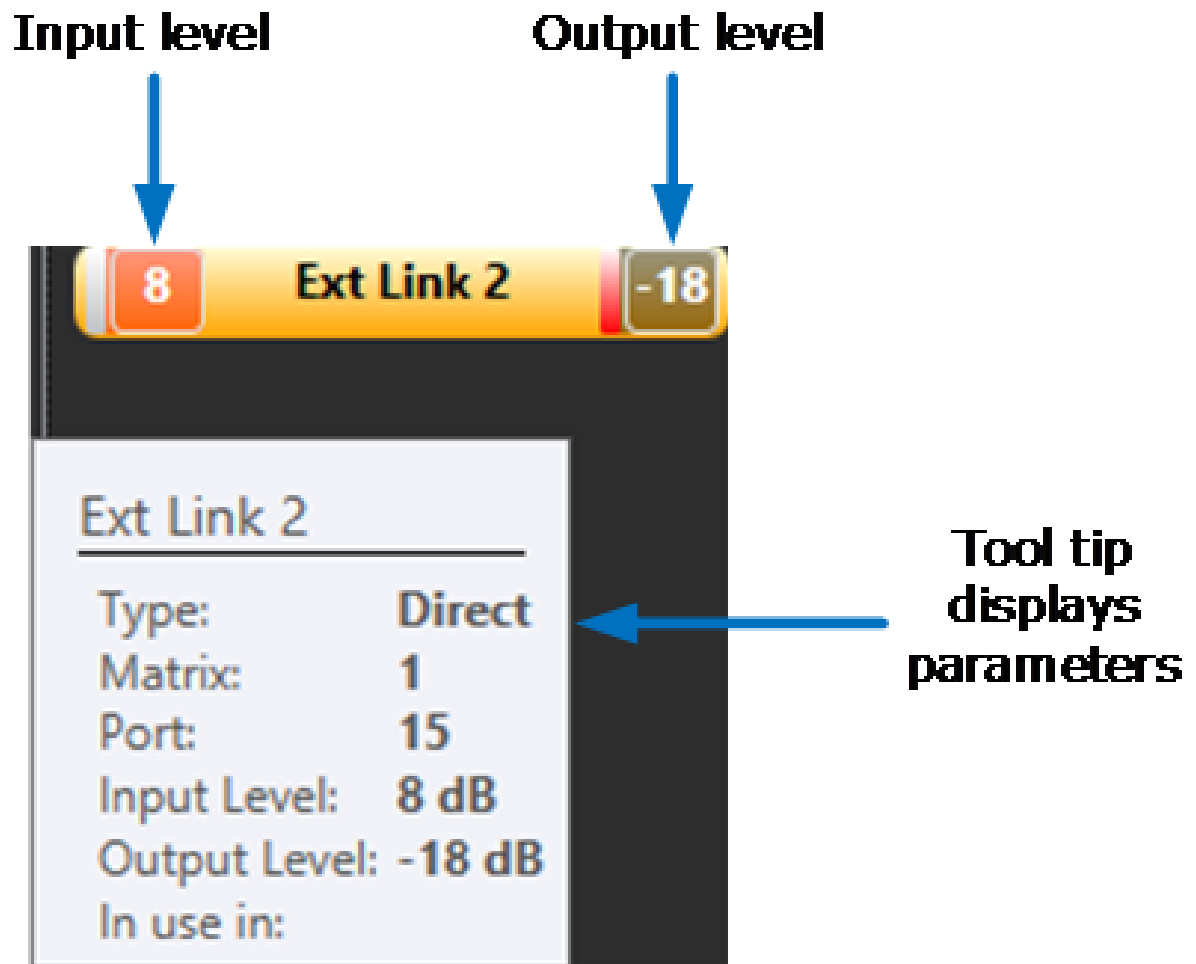 Input level Output level
8 Ext Link 2 -18
Ext Link 2
Type: Direct
Matrix: 1
Port: 15
Input Level: 8 dB
Output Level: -18 dB
In use in:
Tool tip
displays
parameters